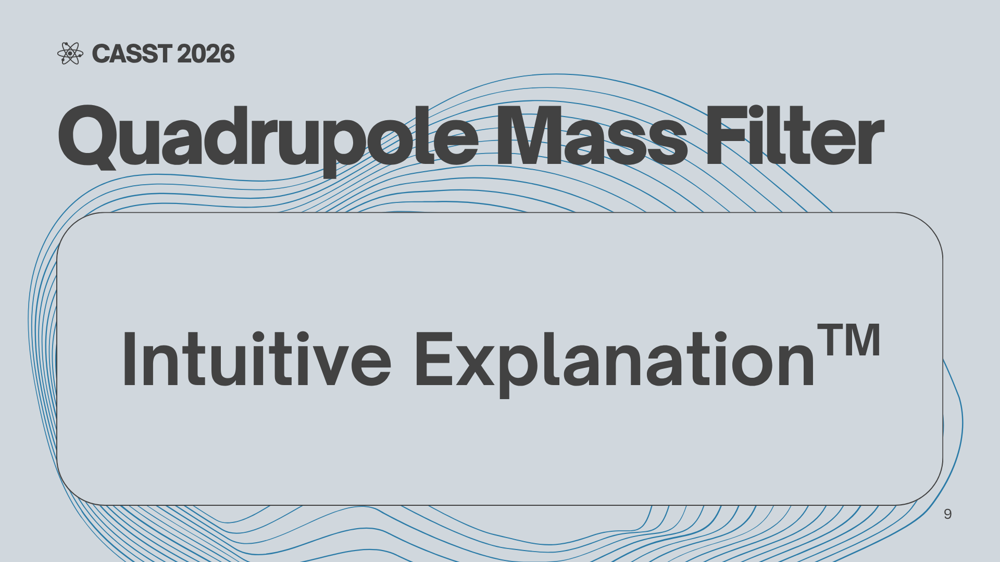 CASST 2026
Quadrupole Mass Filter
Intuitive Explanation™
9